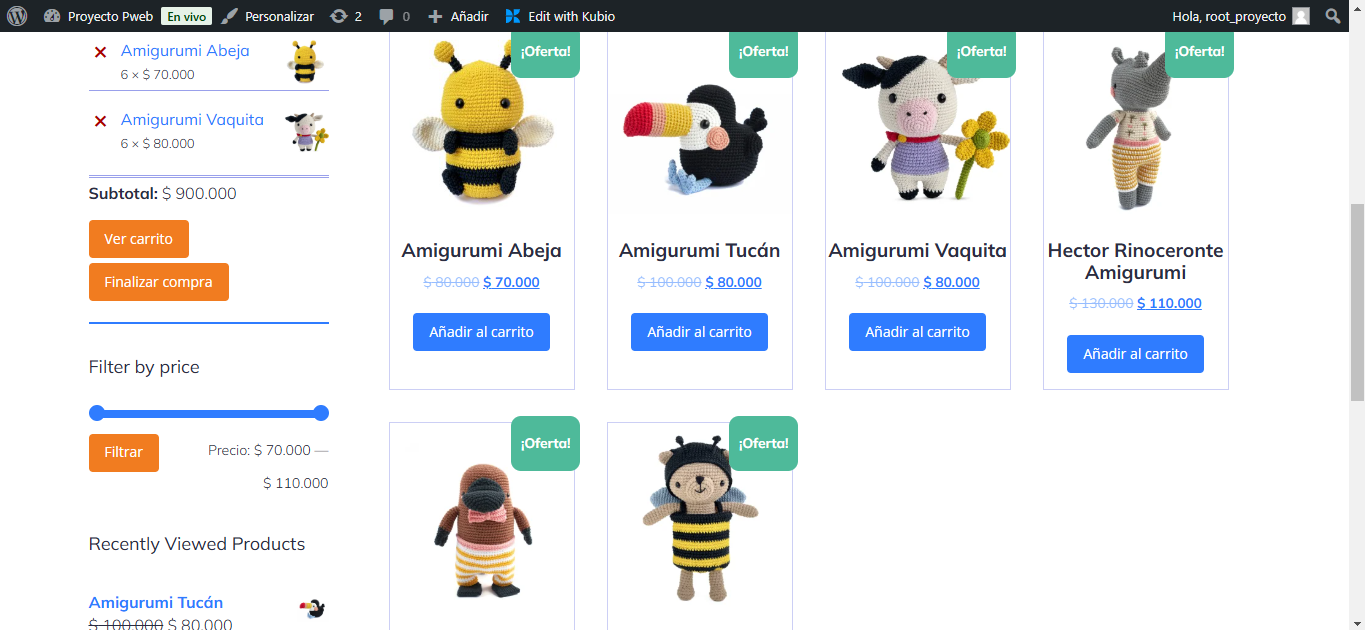 Proyecto Pweb En vivo Personalizar 2 0 Añadir Edit with Kubio Hola, root_proyecto
Amigurumi Abeja
6 × $ 70.000
Amigurumi Vaquita
6 × $ 80.000
Subtotal: $ 900.000
Ver carrito
Finalizar compra
Filter by price
Filtrar
Precio: $ 70.000 —
$ 110.000
Recently Viewed Products
Amigurumi Tucán
$ 100.000 $ 80.000
¡Oferta!
Amigurumi Abeja
$ 80.000 $ 70.000
Añadir al carrito
¡Oferta!
Amigurumi Tucán
$ 100.000 $ 80.000
Añadir al carrito
¡Oferta!
Amigurumi Vaquita
$ 100.000 $ 80.000
Añadir al carrito
¡Oferta!
Hector Rinoceronte
Amigurumi
$ 130.000 $ 110.000
Añadir al carrito
¡Oferta!
¡Oferta!